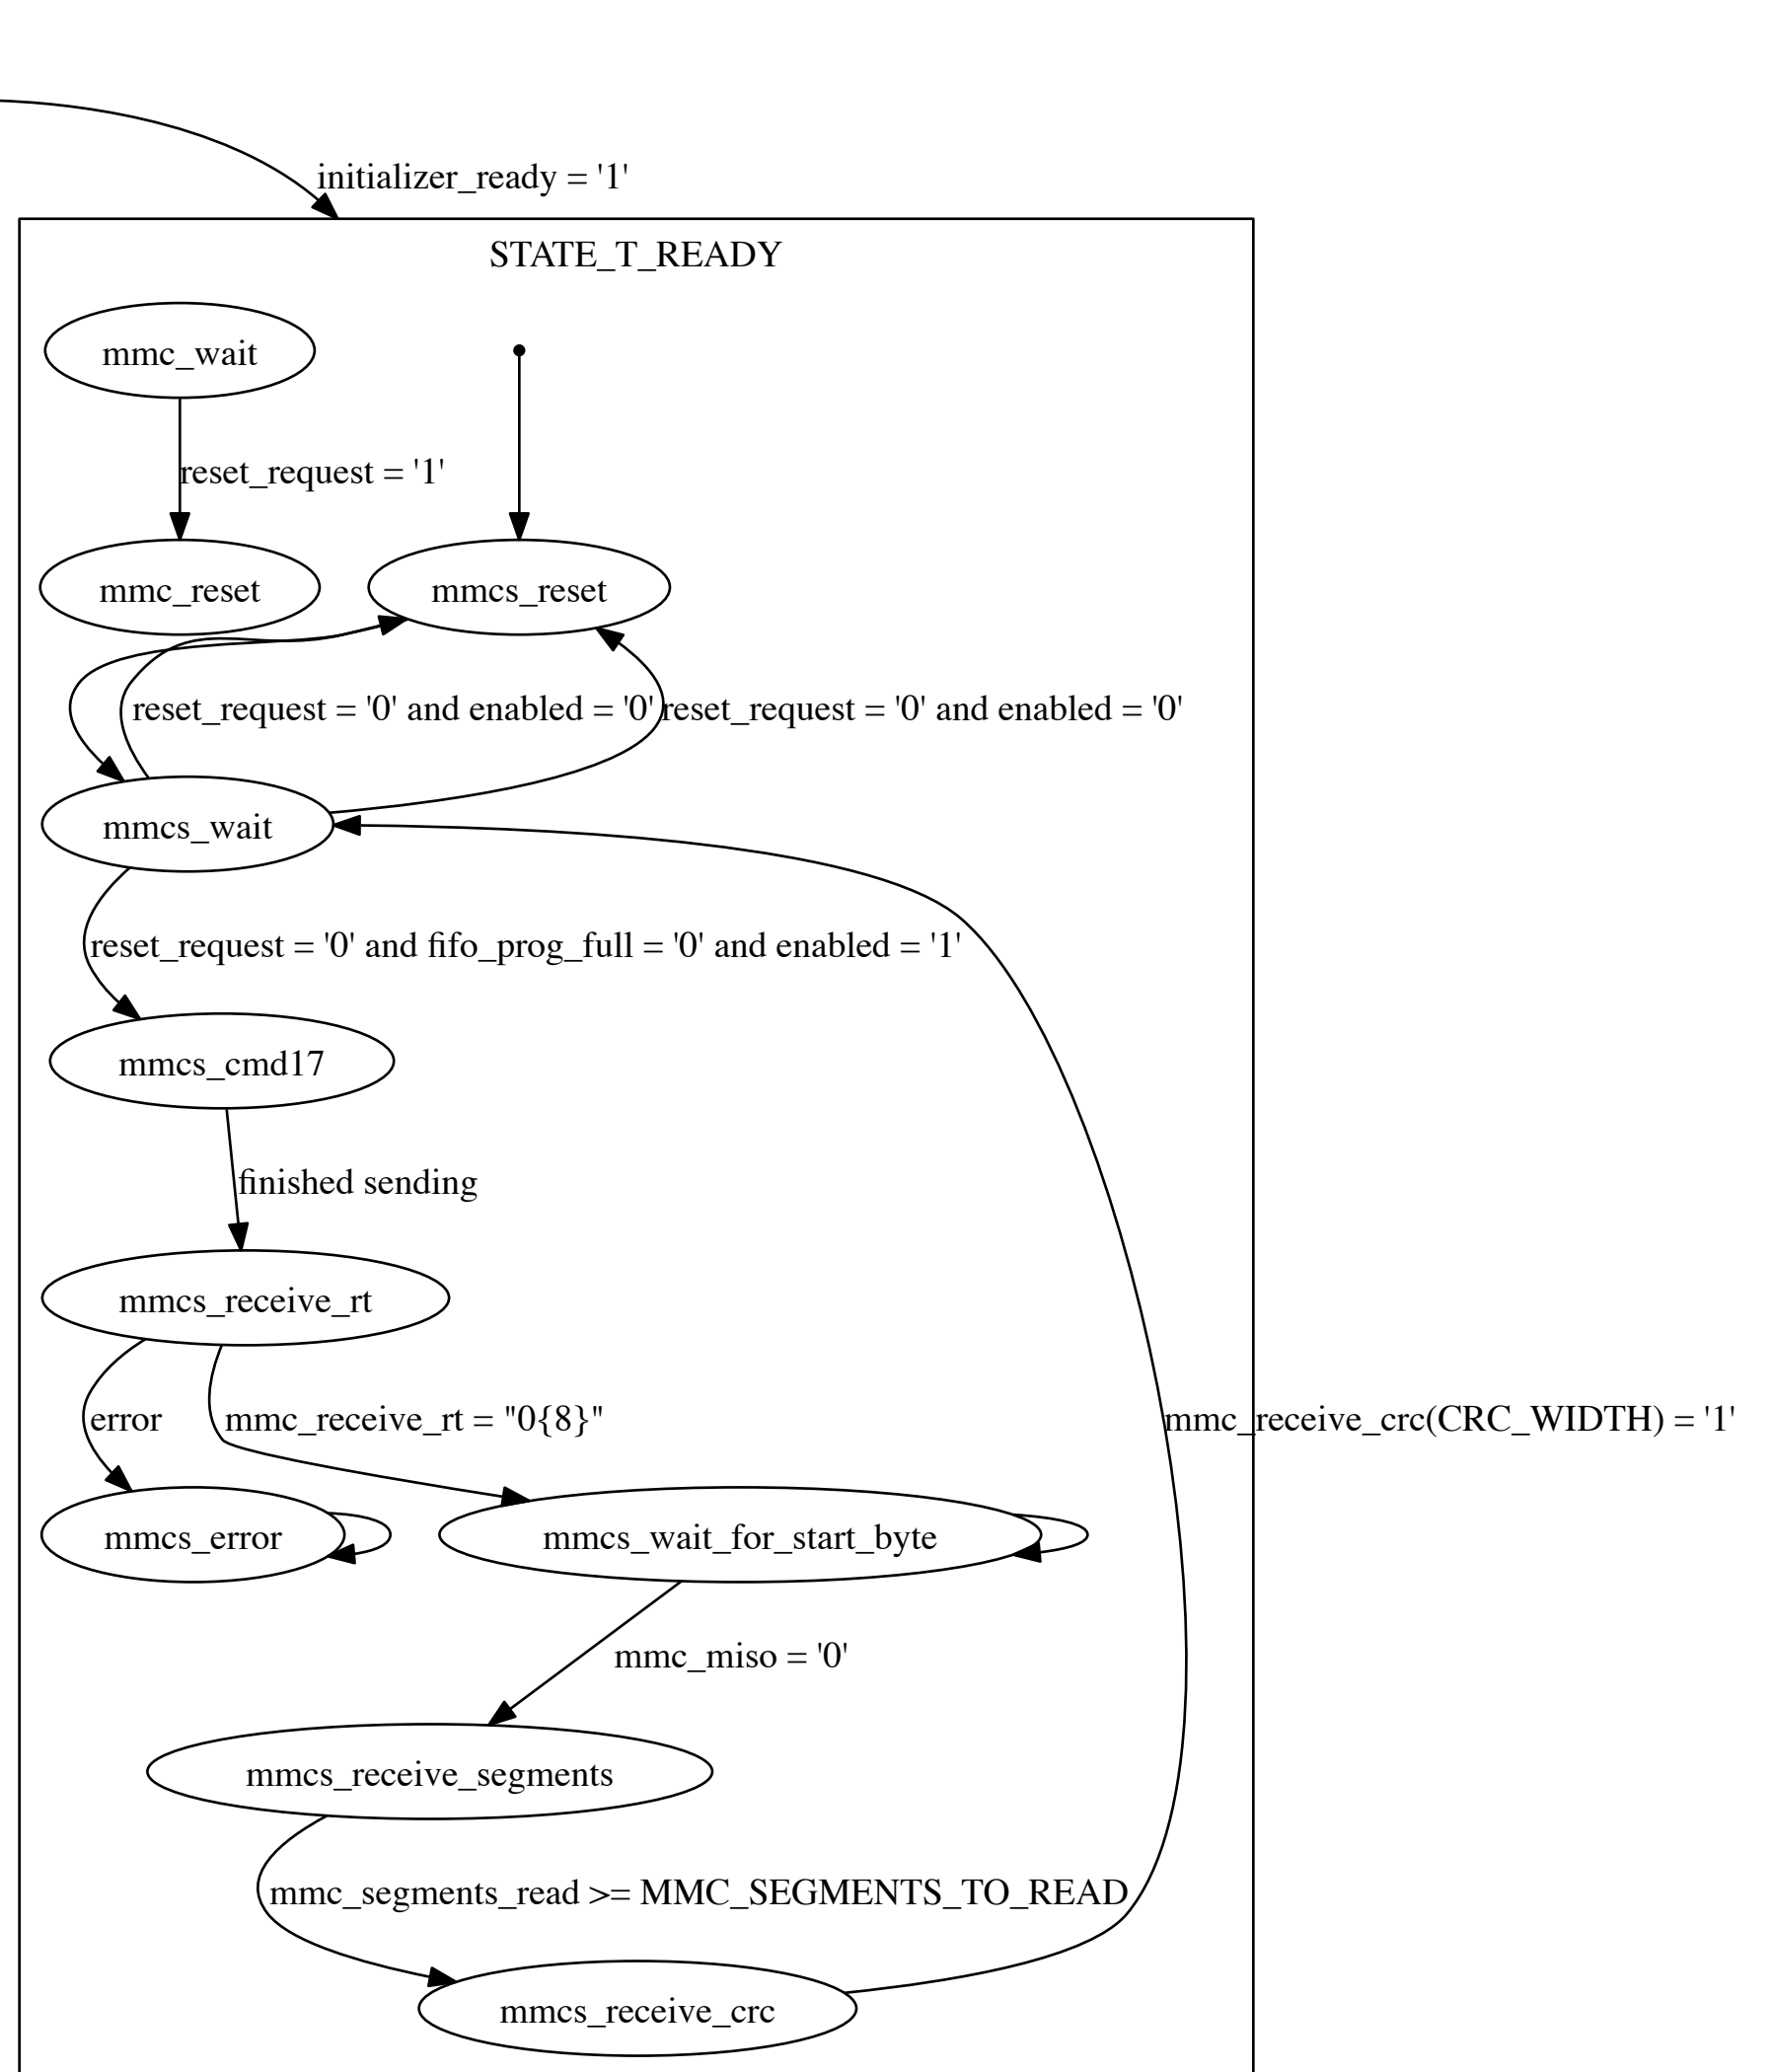 initializer_ready = '1'
STATE_T_READY
mmc_wait
reset_request = '1'
mmc_reset
mmcs_reset
reset_request = '0' and enabled = '0'
reset_request = '0' and enabled = '0'
mmcs_wait
reset_request = '0' and fifo_prog_full = '0' and enabled = '1'
mmcs_cmd17
finished sending
mmcs_receive_rt
error
mmc_receive_rt = "0{8}"
mmc_receive_crc(CRC_WIDTH) = '1'
mmcs_error
mmcs_wait_for_start_byte
mmc_miso = '0'
mmcs_receive_segments
mmc_segments_read >= MMC_SEGMENTS_TO_READ
mmcs_receive_crc